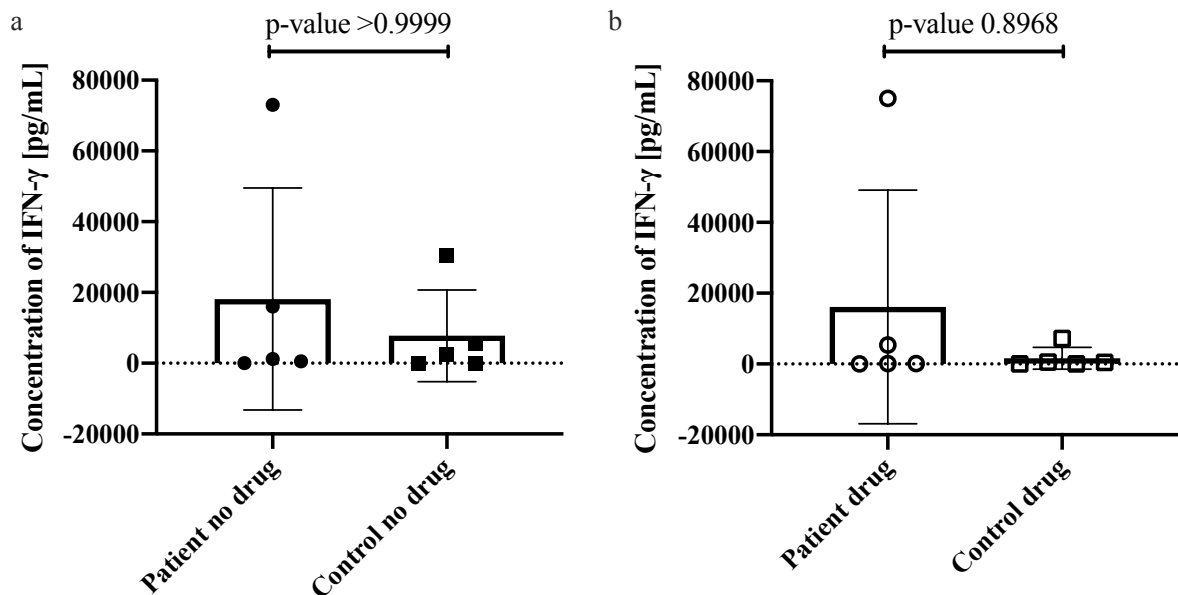 a
p-value >0.9999
Concentration of IFN-γ [pg/mL]
80000
60000
40000
20000
0
-20000
Patient no drug
Control no drug
b
p-value 0.8968
Concentration of IFN-γ [pg/mL]
80000
60000
40000
20000
0
-20000
Patient drug
Control drug